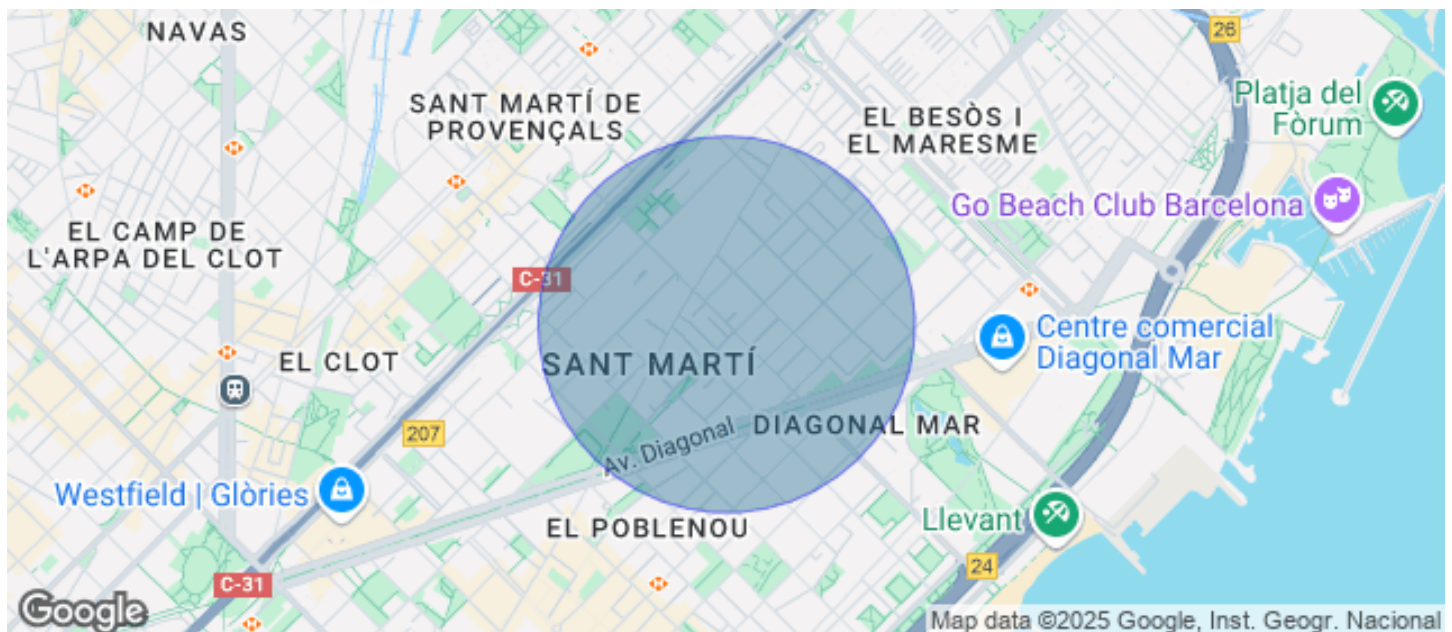 NAVAS
26
SANT MARTÍ DE
PROVENÇALS
EL BESÒS I
EL MARESME
Platja del
Fòrum
Go Beach Club Barcelona
EL CAMP DE
L'ARPA DEL CLOT
C-31
Centre comercial
Diagonal Mar
EL CLOT
SANT MARTÍ
207
Av. Diagonal
DIAGONAL MAR
Westfield | Glòries
EL POBLENOU
Llevant
24
C-31
Google
Map data ©2025 Google, Inst. Geogr. Nacional